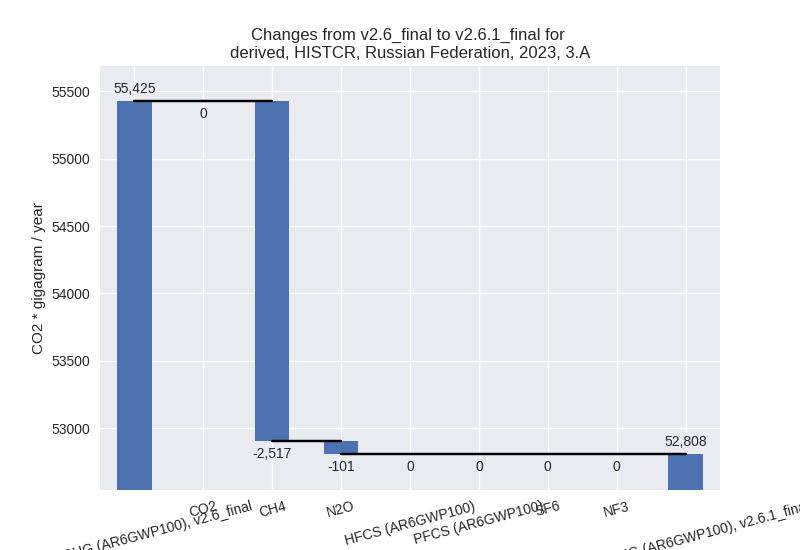 Changes from v2.6_final to v2.6.1_final for
derived, HISTCR, Russian Federation, 2023, 3.A
CO2 * gigagram / year
55500
55000
54500
54000
53500
53000
55,425
0
-2,517
-101
0
0
0
0
52,808
(AR6GWP100), v2.6_final
CO2
CH4
N2O
HFCS (AR6GWP100)
PFCS (AR6GWP100)
SF6
NF3
(AR6GWP100), v2.6.1_final